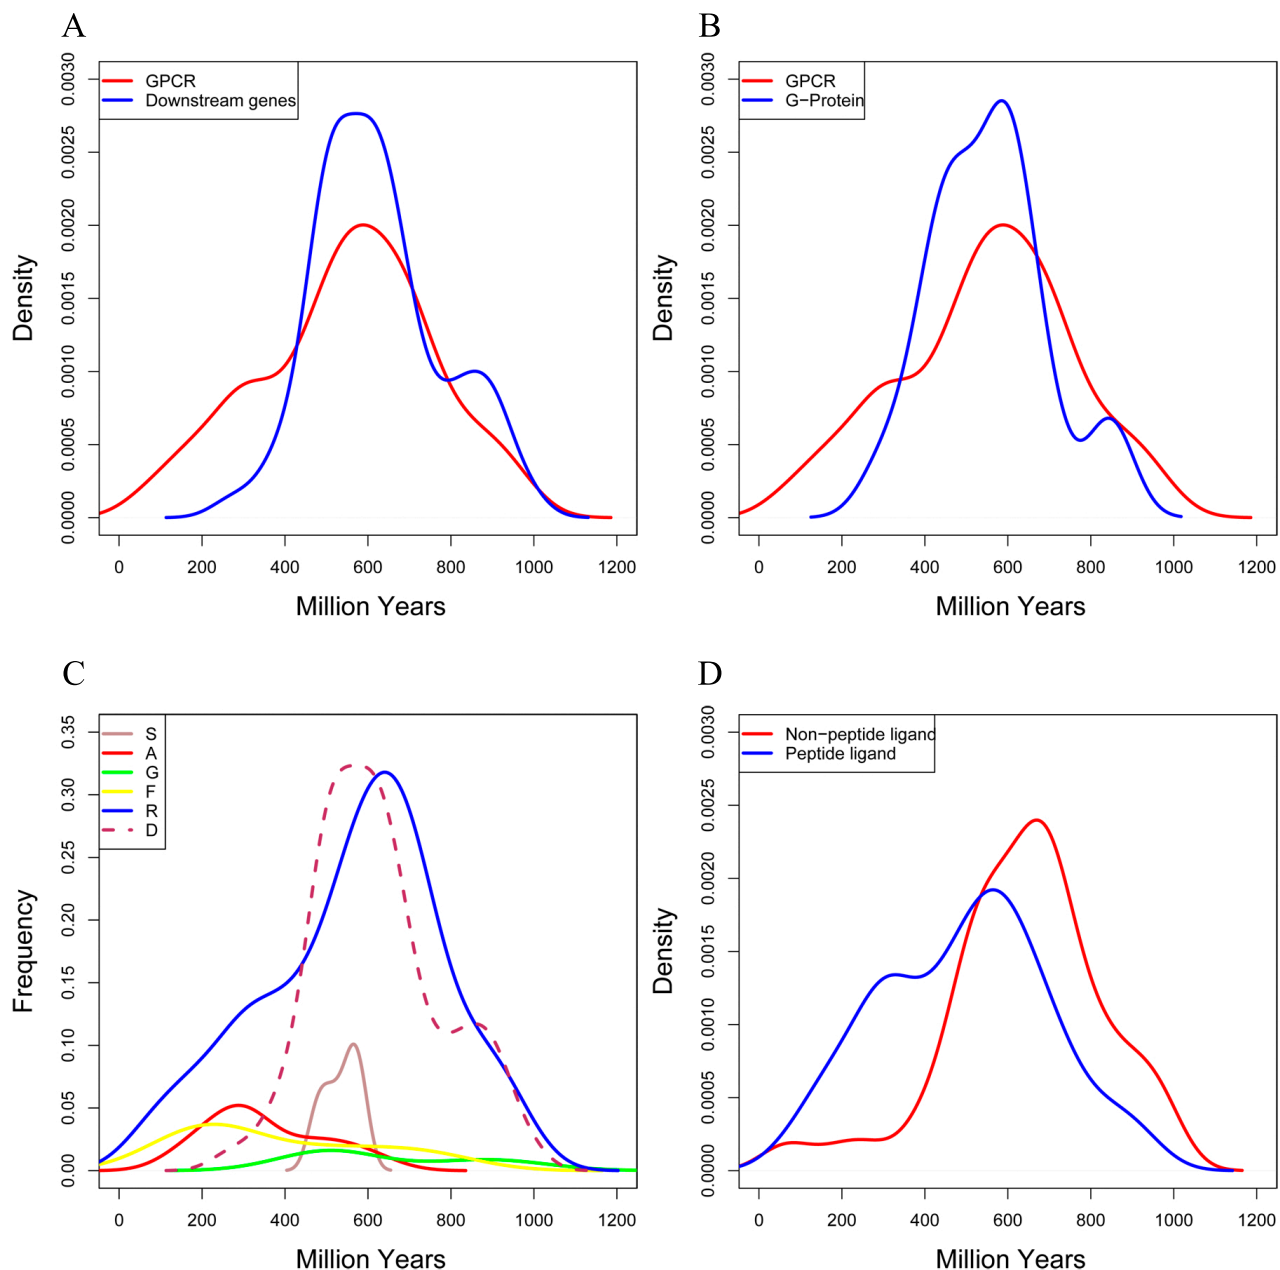 A
GPCR
Downstream genes
0.0000 0.0005 0.0010 0.0015 0.0020 0.0025 0.0030
Density
0 200 400 600 800 1000 1200
Million Years
B
GPCR
G−Protein
0.0000 0.0005 0.0010 0.0015 0.0020 0.0025 0.0030
Density
0 200 400 600 800 1000 1200
Million Years
C
S
A
G
F
R
D
0.00 0.05 0.10 0.15 0.20 0.25 0.30 0.35
Frequency
0 200 400 600 800 1000 1200
Million Years
D
Non−peptide ligand
Peptide ligand
0.0000 0.0005 0.0010 0.0015 0.0020 0.0025 0.0030
Density
0 200 400 600 800 1000 1200
Million Years